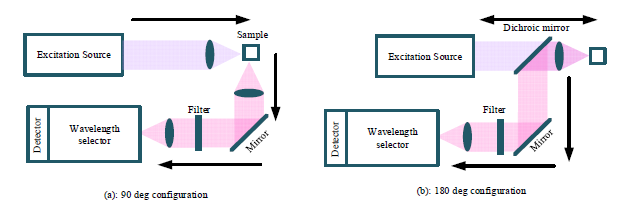 Sample
Excitation Source
Filter
Detector
Wavelength
selector
Mirror
(a): 90 deg configuration
Dichroic mirror
Excitation Source
Filter
Detector
Wavelength
selector
Mirror
(b): 180 deg configuration